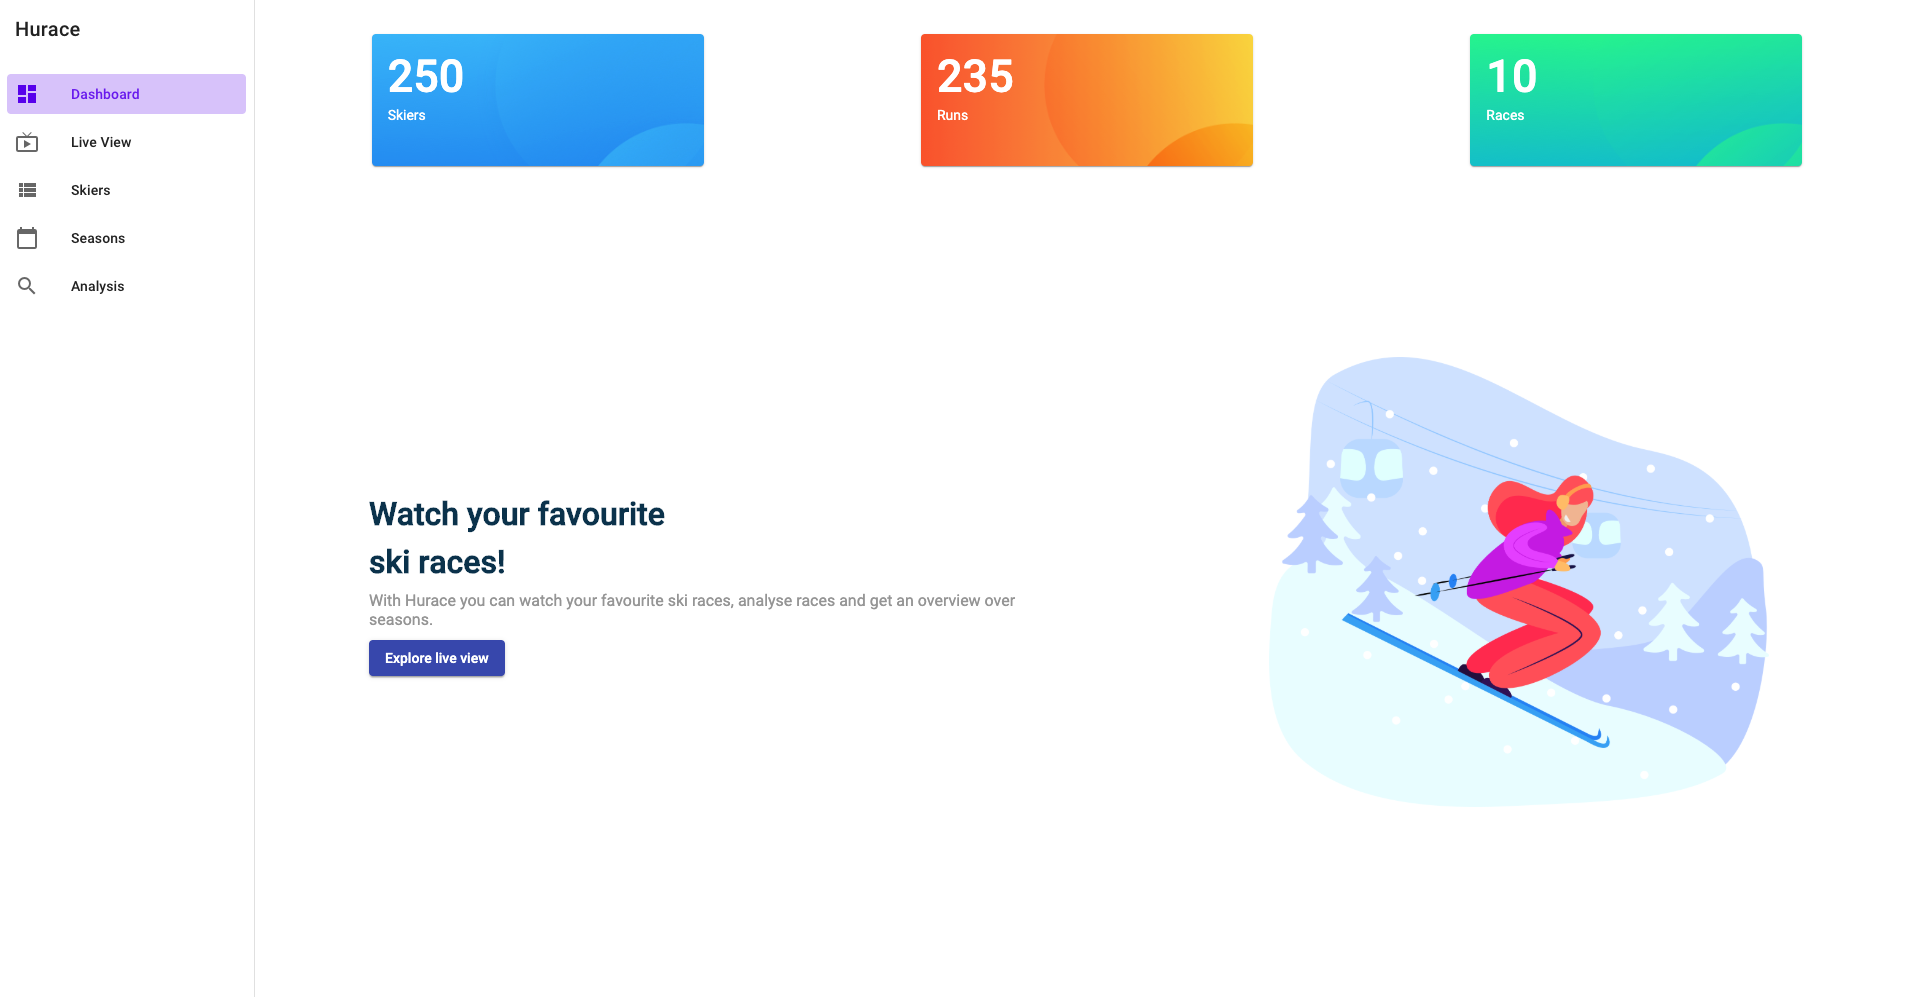 Hurace
Dashboard
Live View
Skiers
Seasons
Analysis
250
Skiers
235
Runs
10
Races
Watch your favourite
ski races!
With Hurace you can watch your favourite ski races, analyse races and get an overview over
seasons.
Explore live view